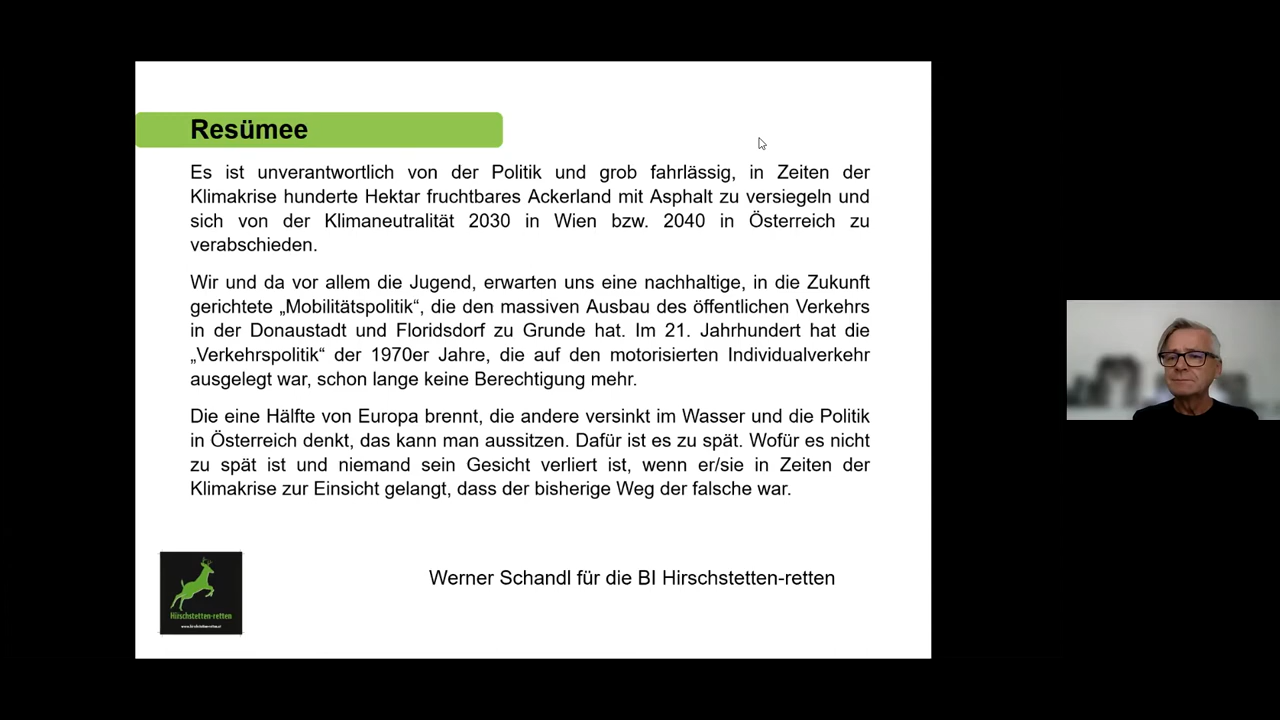 Resümee
Es ist unverantwortlich von der Politik und grob fahrlässig, in Zeiten der
Klimakrise hunderte Hektar fruchtbares Ackerland mit Asphalt zu versiegeln und
sich von der Klimaneutralität 2030 in Wien bzw. 2040 in Österreich zu
verabschieden.
Wir und da vor allem die Jugend, erwarten uns eine nachhaltige, in die Zukunft
gerichtete „Mobilitätspolitik“, die den massiven Ausbau des öffentlichen Verkehrs
in der Donaustadt und Floridsdorf zu Grunde hat. Im 21. Jahrhundert hat die
„Verkehrspolitik“ der 1970er Jahre, die auf den motorisierten Individualverkehr
ausgelegt war, schon lange keine Berechtigung mehr.
Die eine Hälfte von Europa brennt, die andere versinkt im Wasser und die Politik
in Österreich denkt, das kann man aussitzen. Dafür ist es zu spät. Wofür es nicht
zu spät ist und niemand sein Gesicht verliert ist, wenn er/sie in Zeiten der
Klimakrise zur Einsicht gelangt, dass der bisherige Weg der falsche war.
Werner Schandl für die BI Hirschstetten-retten
Hirschstetten-retten